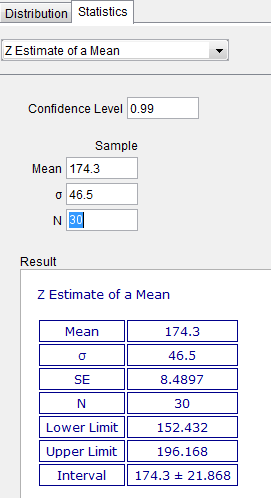 Distribution Statistics
Z Estimate of a Mean
Confidence Level 0.99
Sample
Mean 174.3
σ 46.5
N 30
Result
Z Estimate of a Mean
Mean 174.3
σ 46.5
SE 8.4897
N 30
Lower Limit 152.432
Upper Limit 196.168
Interval 174.3 ± 21.868